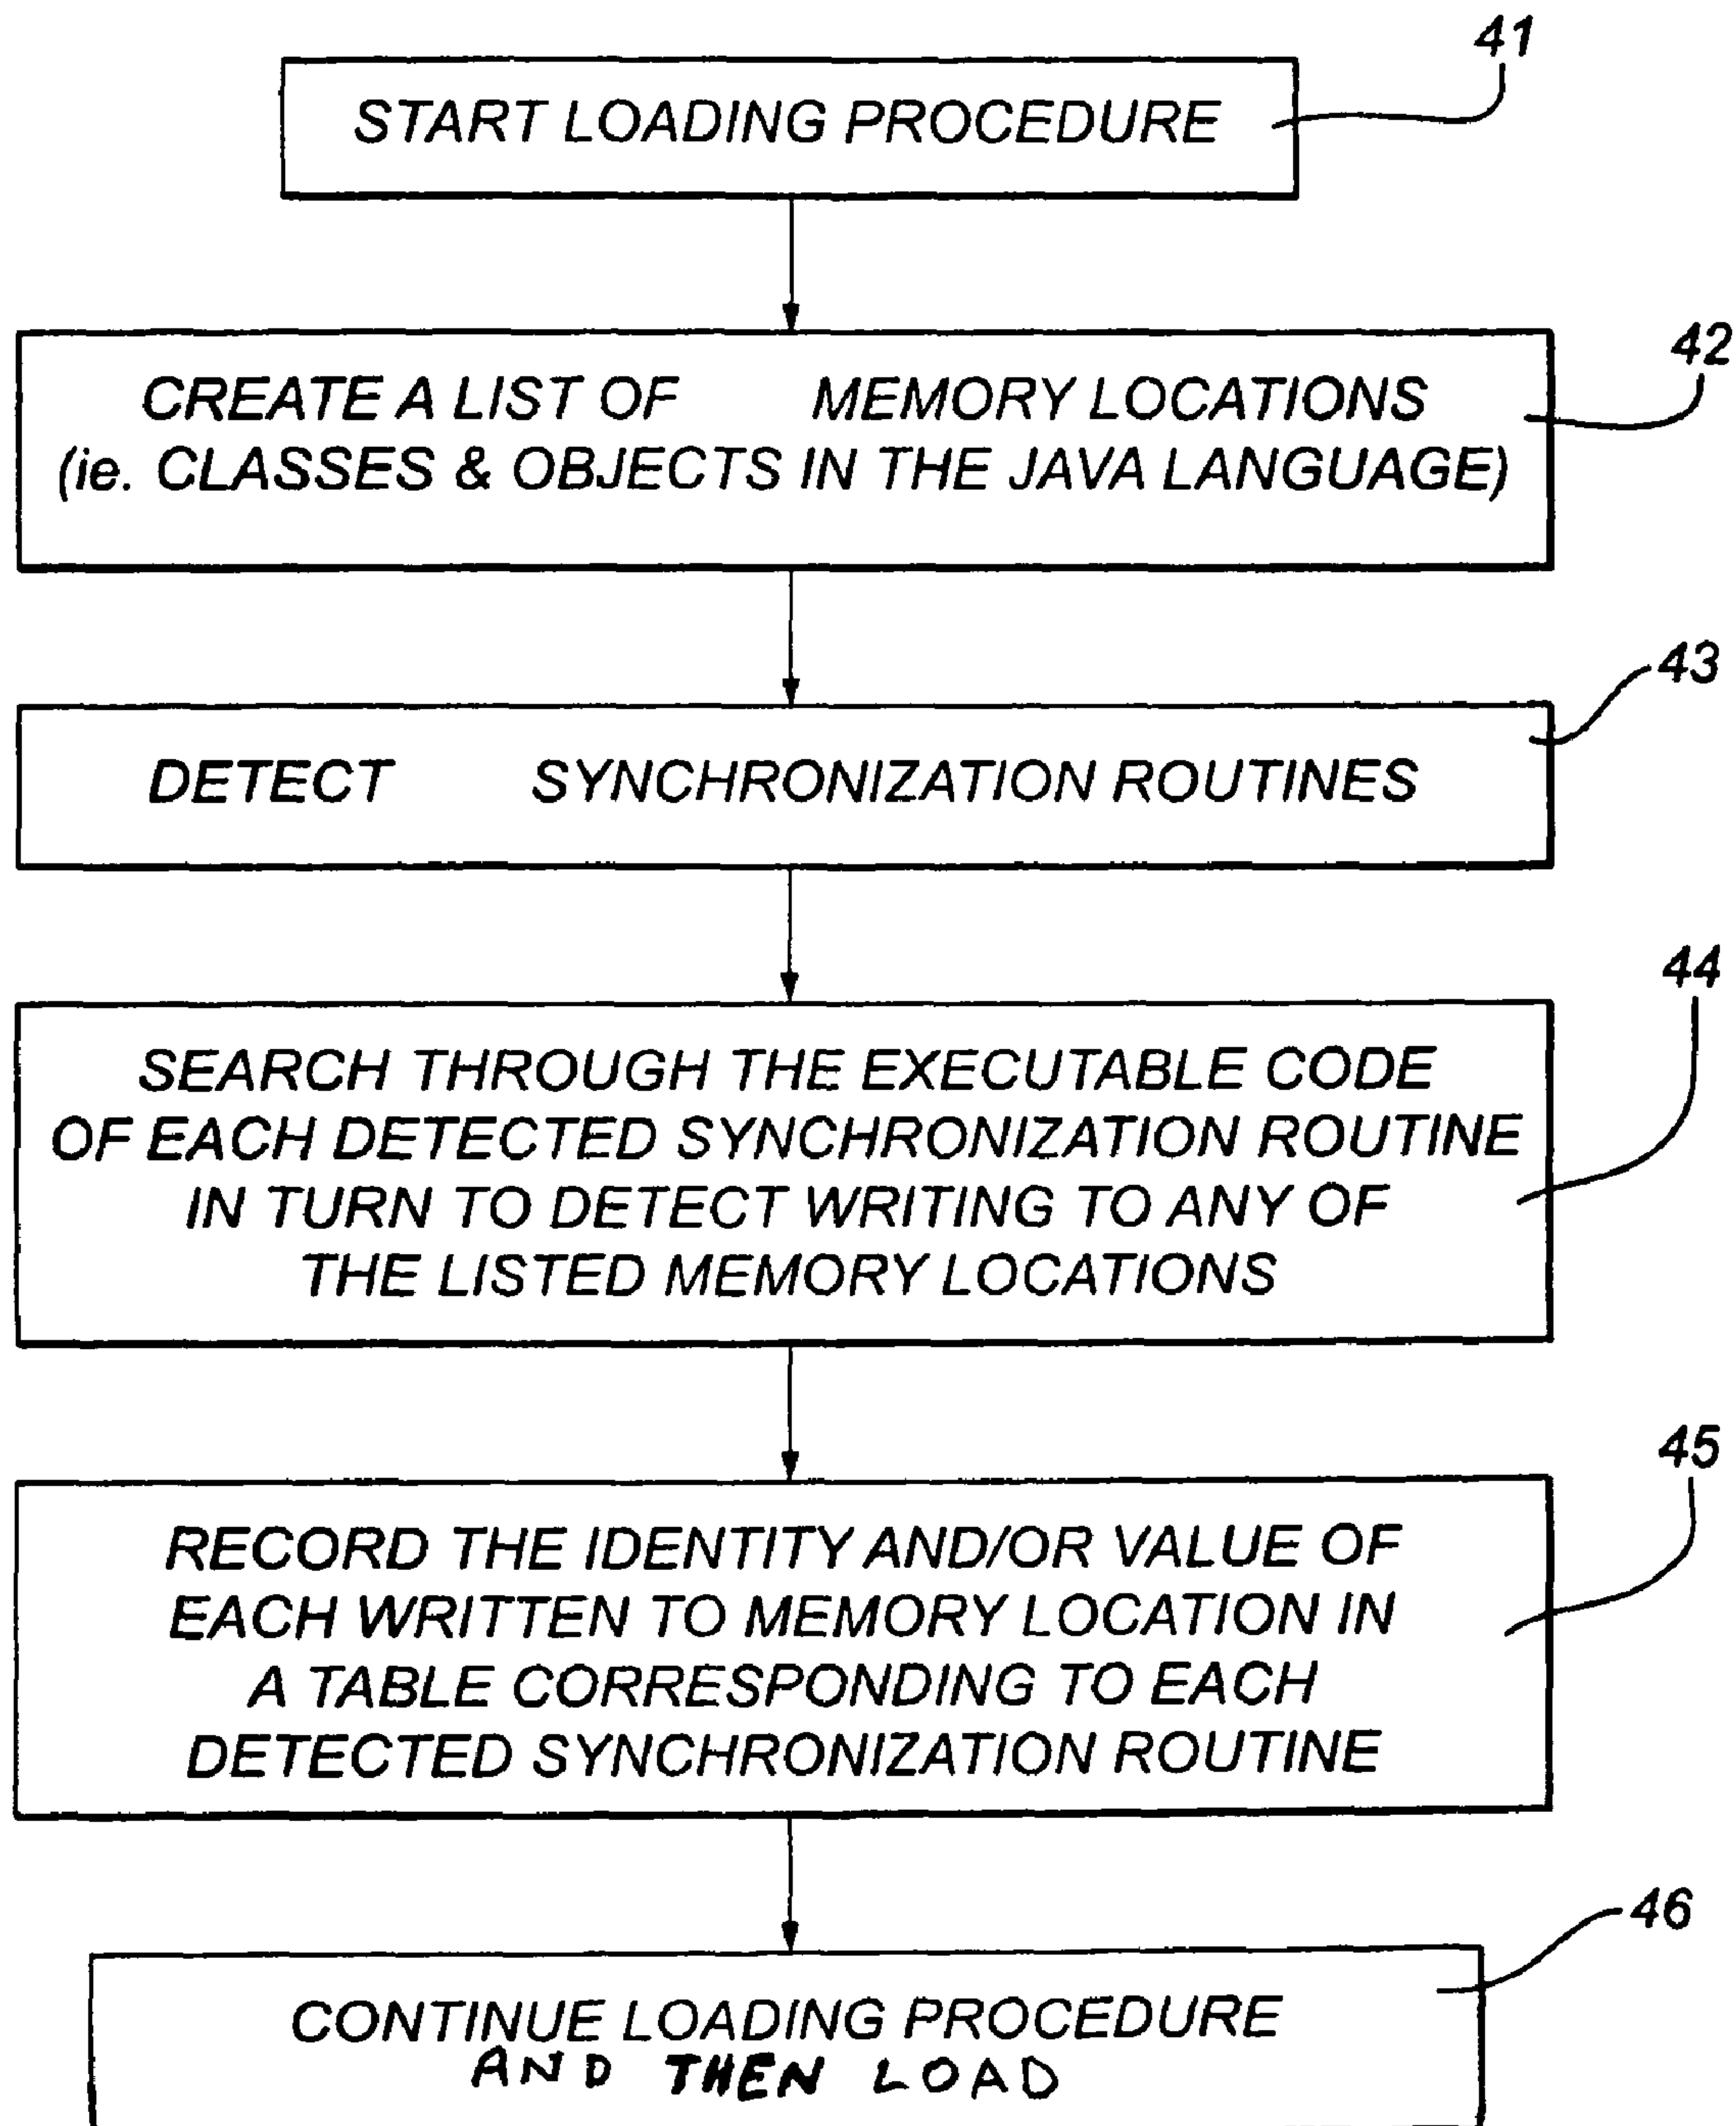 41
START LOADING PROCEDURE
42
CREATE A LIST OF MEMORY LOCATIONS
(ie. CLASSES & OBJECTS IN THE JAVA LANGUAGE)
43
DETECT SYNCHRONIZATION ROUTINES
44
SEARCH THROUGH THE EXECUTABLE CODE
OF EACH DETECTED SYNCHRONIZATION ROUTINE
IN TURN TO DETECT WRITING TO ANY OF
THE LISTED MEMORY LOCATIONS
45
RECORD THE IDENTITY AND/OR VALUE OF
EACH WRITTEN TO MEMORY LOCATION IN
A TABLE CORRESPONDING TO EACH
DETECTED SYNCHRONIZATION ROUTINE
46
CONTINUE LOADING PROCEDURE
AND THEN LOAD